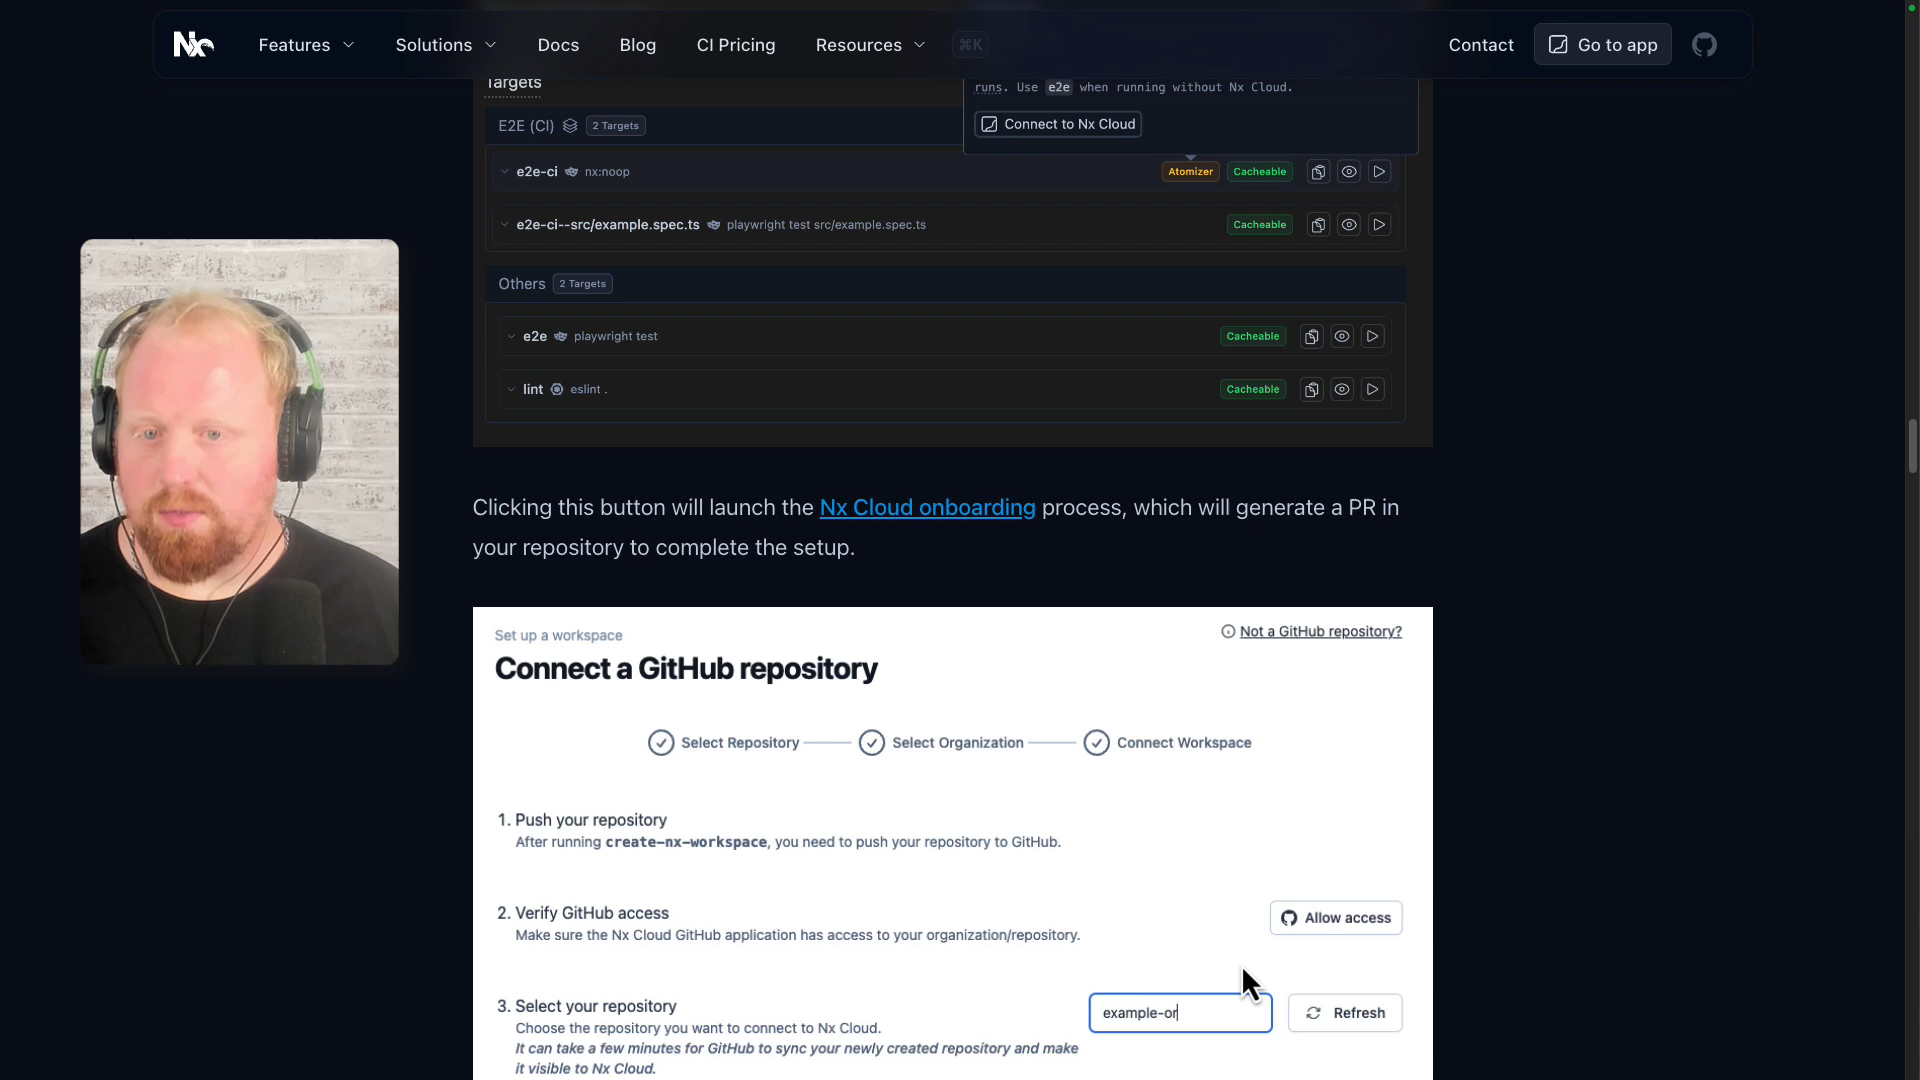 Nx
Features
Solutions
Docs
Blog
CI Pricing
Resources
⌘K
Contact
Go to app
Targets
runs. Use e2e when running without Nx Cloud.
Connect to Nx Cloud
E2E (CI) 2 Targets
e2e-ci nx:noop Atomizer Cacheable
e2e-ci--src/example.spec.ts playwright test src/example.spec.ts Cacheable
Others 2 Targets
e2e playwright test Cacheable
lint eslint . Cacheable
Clicking this button will launch the Nx Cloud onboarding process, which will generate a PR in
your repository to complete the setup.
Set up a workspace
Not a GitHub repository?
Connect a GitHub repository
Select Repository
Select Organization
Connect Workspace
1. Push your repository
After running create-nx-workspace, you need to push your repository to GitHub.
2. Verify GitHub access
Make sure the Nx Cloud GitHub application has access to your organization/repository.
Allow access
3. Select your repository
Choose the repository you want to connect to Nx Cloud.
It can take a few minutes for GitHub to sync your newly created repository and make
it visible to Nx Cloud.
example-or
Refresh